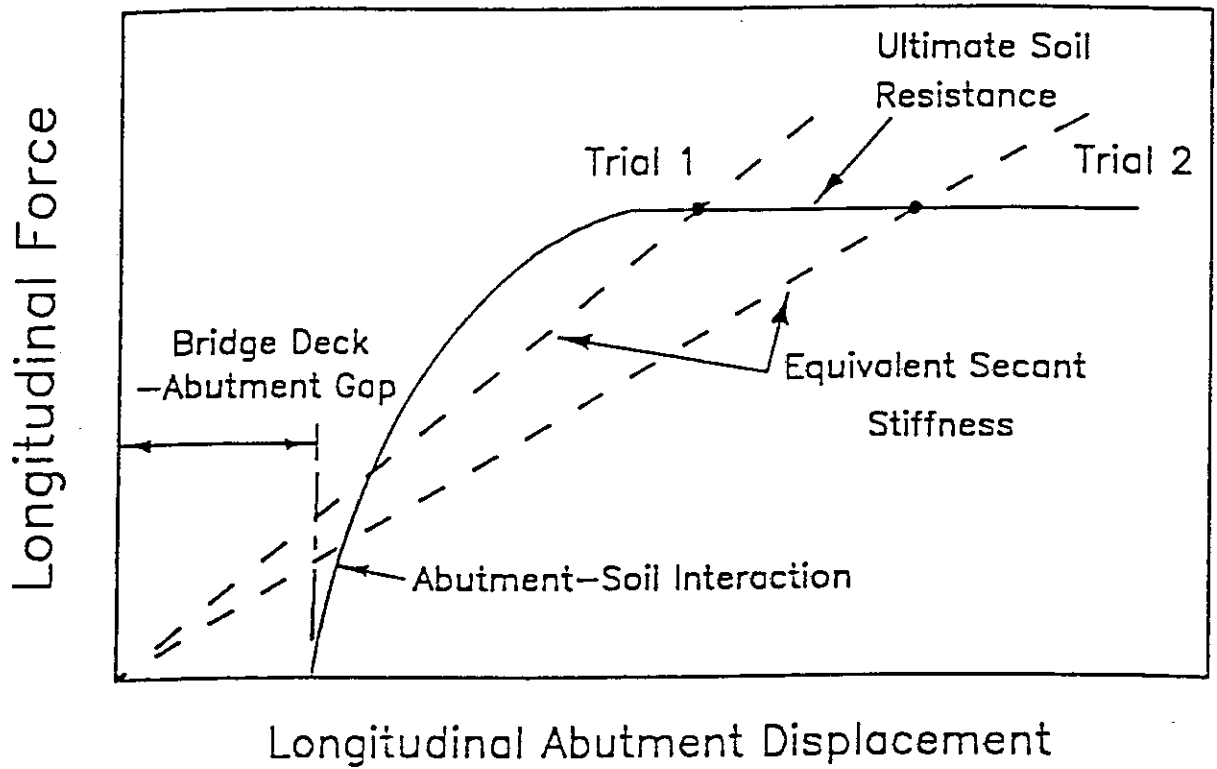 Ultimate Soil
Resistance
Trial 1
Trial 2
Longitudinal Force
Bridge Deck
-Abutment Gap
Equivalent Secant
Stiffness
Abutment-Soil Interaction
Longitudinal Abutment Displacement